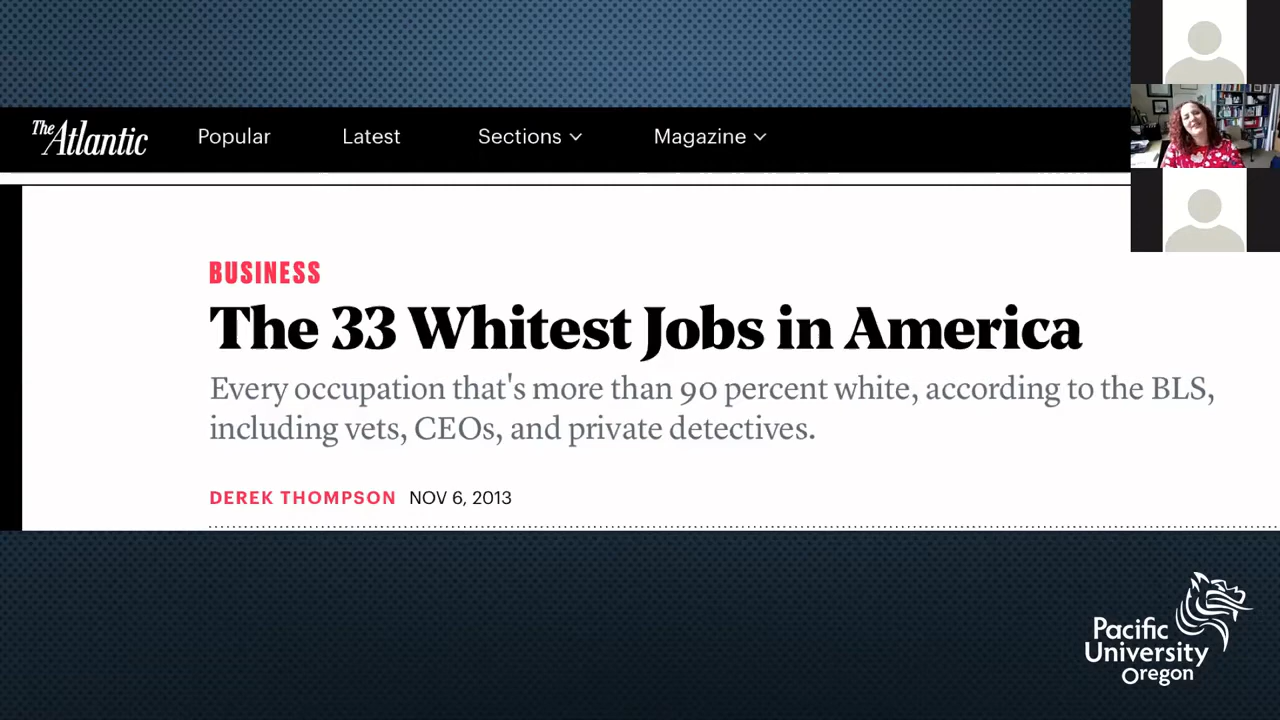 The Atlantic
Popular
Latest
Sections
Magazine
BUSINESS
The 33 Whitest Jobs in America
Every occupation that's more than 90 percent white, according to the BLS,
including vets, CEOs, and private detectives.
DEREK THOMPSON NOV 6, 2013
Pacific
University
Oregon